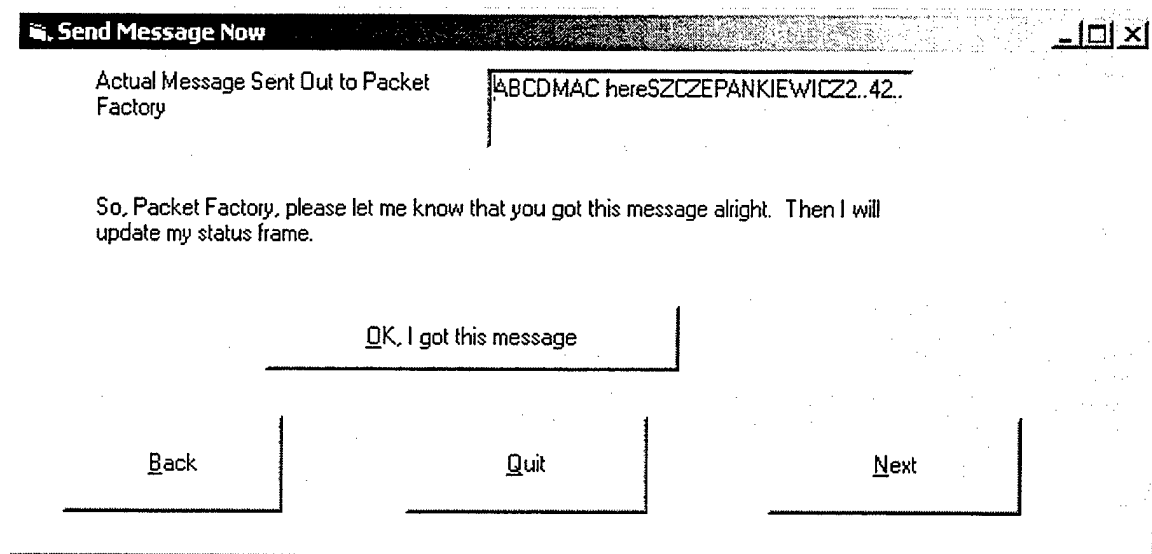 Send Message Now
Actual Message Sent Out to Packet
Factory
ABCDMAC hereSZCZEPANKIEWICZ2..42..
So, Packet Factory, please let me know that you got this message alright. Then I will
update my status frame.
OK, I got this message
Back
Quit
Next